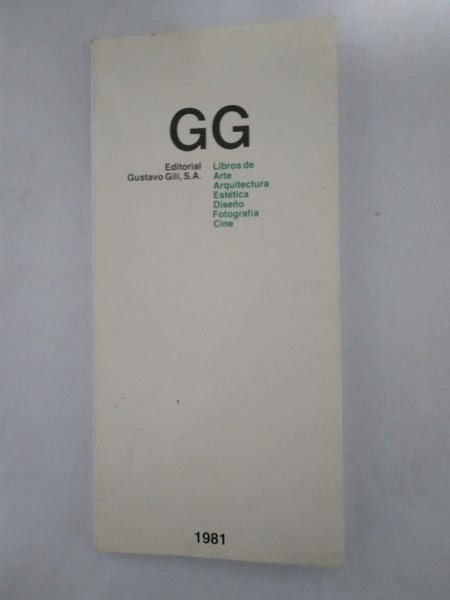 GG
Editorial
Gustavo Gili, S.A.
Libros de
Arte
Arquitectura
Estética
Diseño
Fotografía
Cine
1981